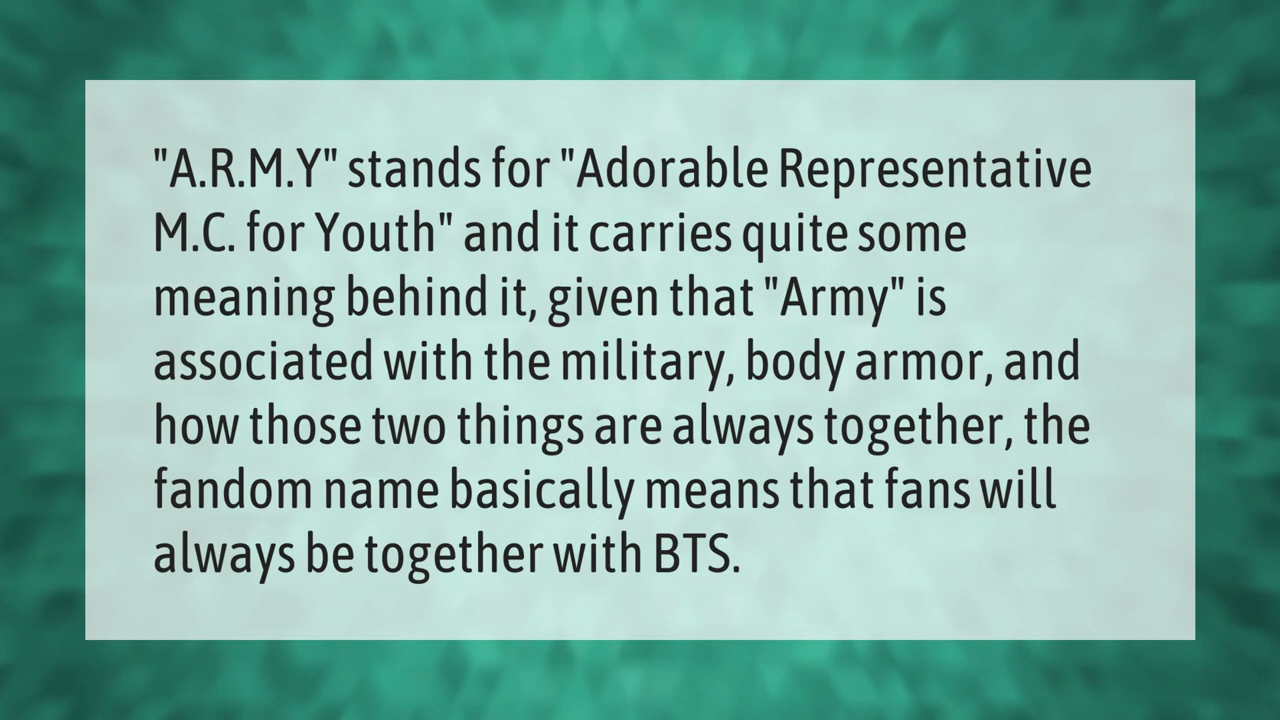 "A.R.M.Y" stands for "Adorable Representative
M.C. for Youth" and it carries quite some
meaning behind it, given that "Army" is
associated with the military, body armor, and
how those two things are always together, the
fandom name basically means that fans will
always be together with BTS.